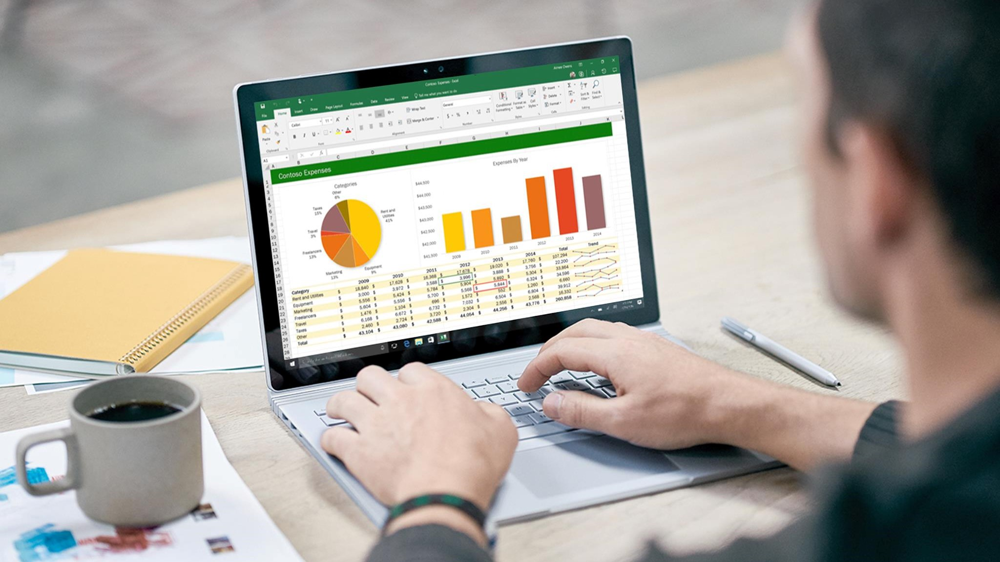 Contoso Expenses - Excel
Aimee Owens
File Home Insert Draw Page Layout Formulas Data Review View Tell me what you want to do
Paste
Clipboard
Calibri 11
B I U
Font
Wrap Text
Merge & Center
Alignment
General
$ %
Number
Conditional Formatting
Format as Table
Cell Styles
Styles
Insert
Delete
Format
Cells
Sort & Filter
Find & Select
Editing
A1
A B C D E F G H I J K L
Contoso Expenses
Categories
Other
6%
Taxes
15%
Travel
3%
Freelancers
13%
Marketing
13%
Equipment
9%
Rent and
Utilities
41%
Expenses By Year
$44,500
$44,000
$43,500
$43,000
$42,500
$42,000
$41,500
2009 2010 2011 2012 2013 2014
Category 2009 2010 2011 2012 2013 2014 Total Trend
Rent and Utilities $ 18,840 $ 17,628 $ 16,368 $ 17,678 $ 19,020 $ 17,760 $ 107,294
Equipment $ 3,000 $ 3,972 $ 3,588 $ 3,996 $ 3,888 $ 3,756 $ 22,200
Marketing $ 5,556 $ 5,424 $ 5,784 $ 5,904 $ 5,892 $ 5,304 $ 33,864
Freelancers $ 5,604 $ 5,556 $ 5,700 $ 5,568 $ 5,844 $ 6,324 $ 34,596
Travel $ 1,476 $ 1,104 $ 696 $ 1,572 $ 552 $ 1,260 $ 6,660
Taxes $ 6,168 $ 6,672 $ 6,732 $ 7,032 $ 6,504 $ 6,804 $ 39,912
Other $ 2,460 $ 2,724 $ 3,720 $ 2,304 $ 2,556 $ 2,568 $ 16,332
Total $ 43,104 $ 43,080 $ 42,588 $ 44,054 $ 44,256 $ 43,776 $ 260,858